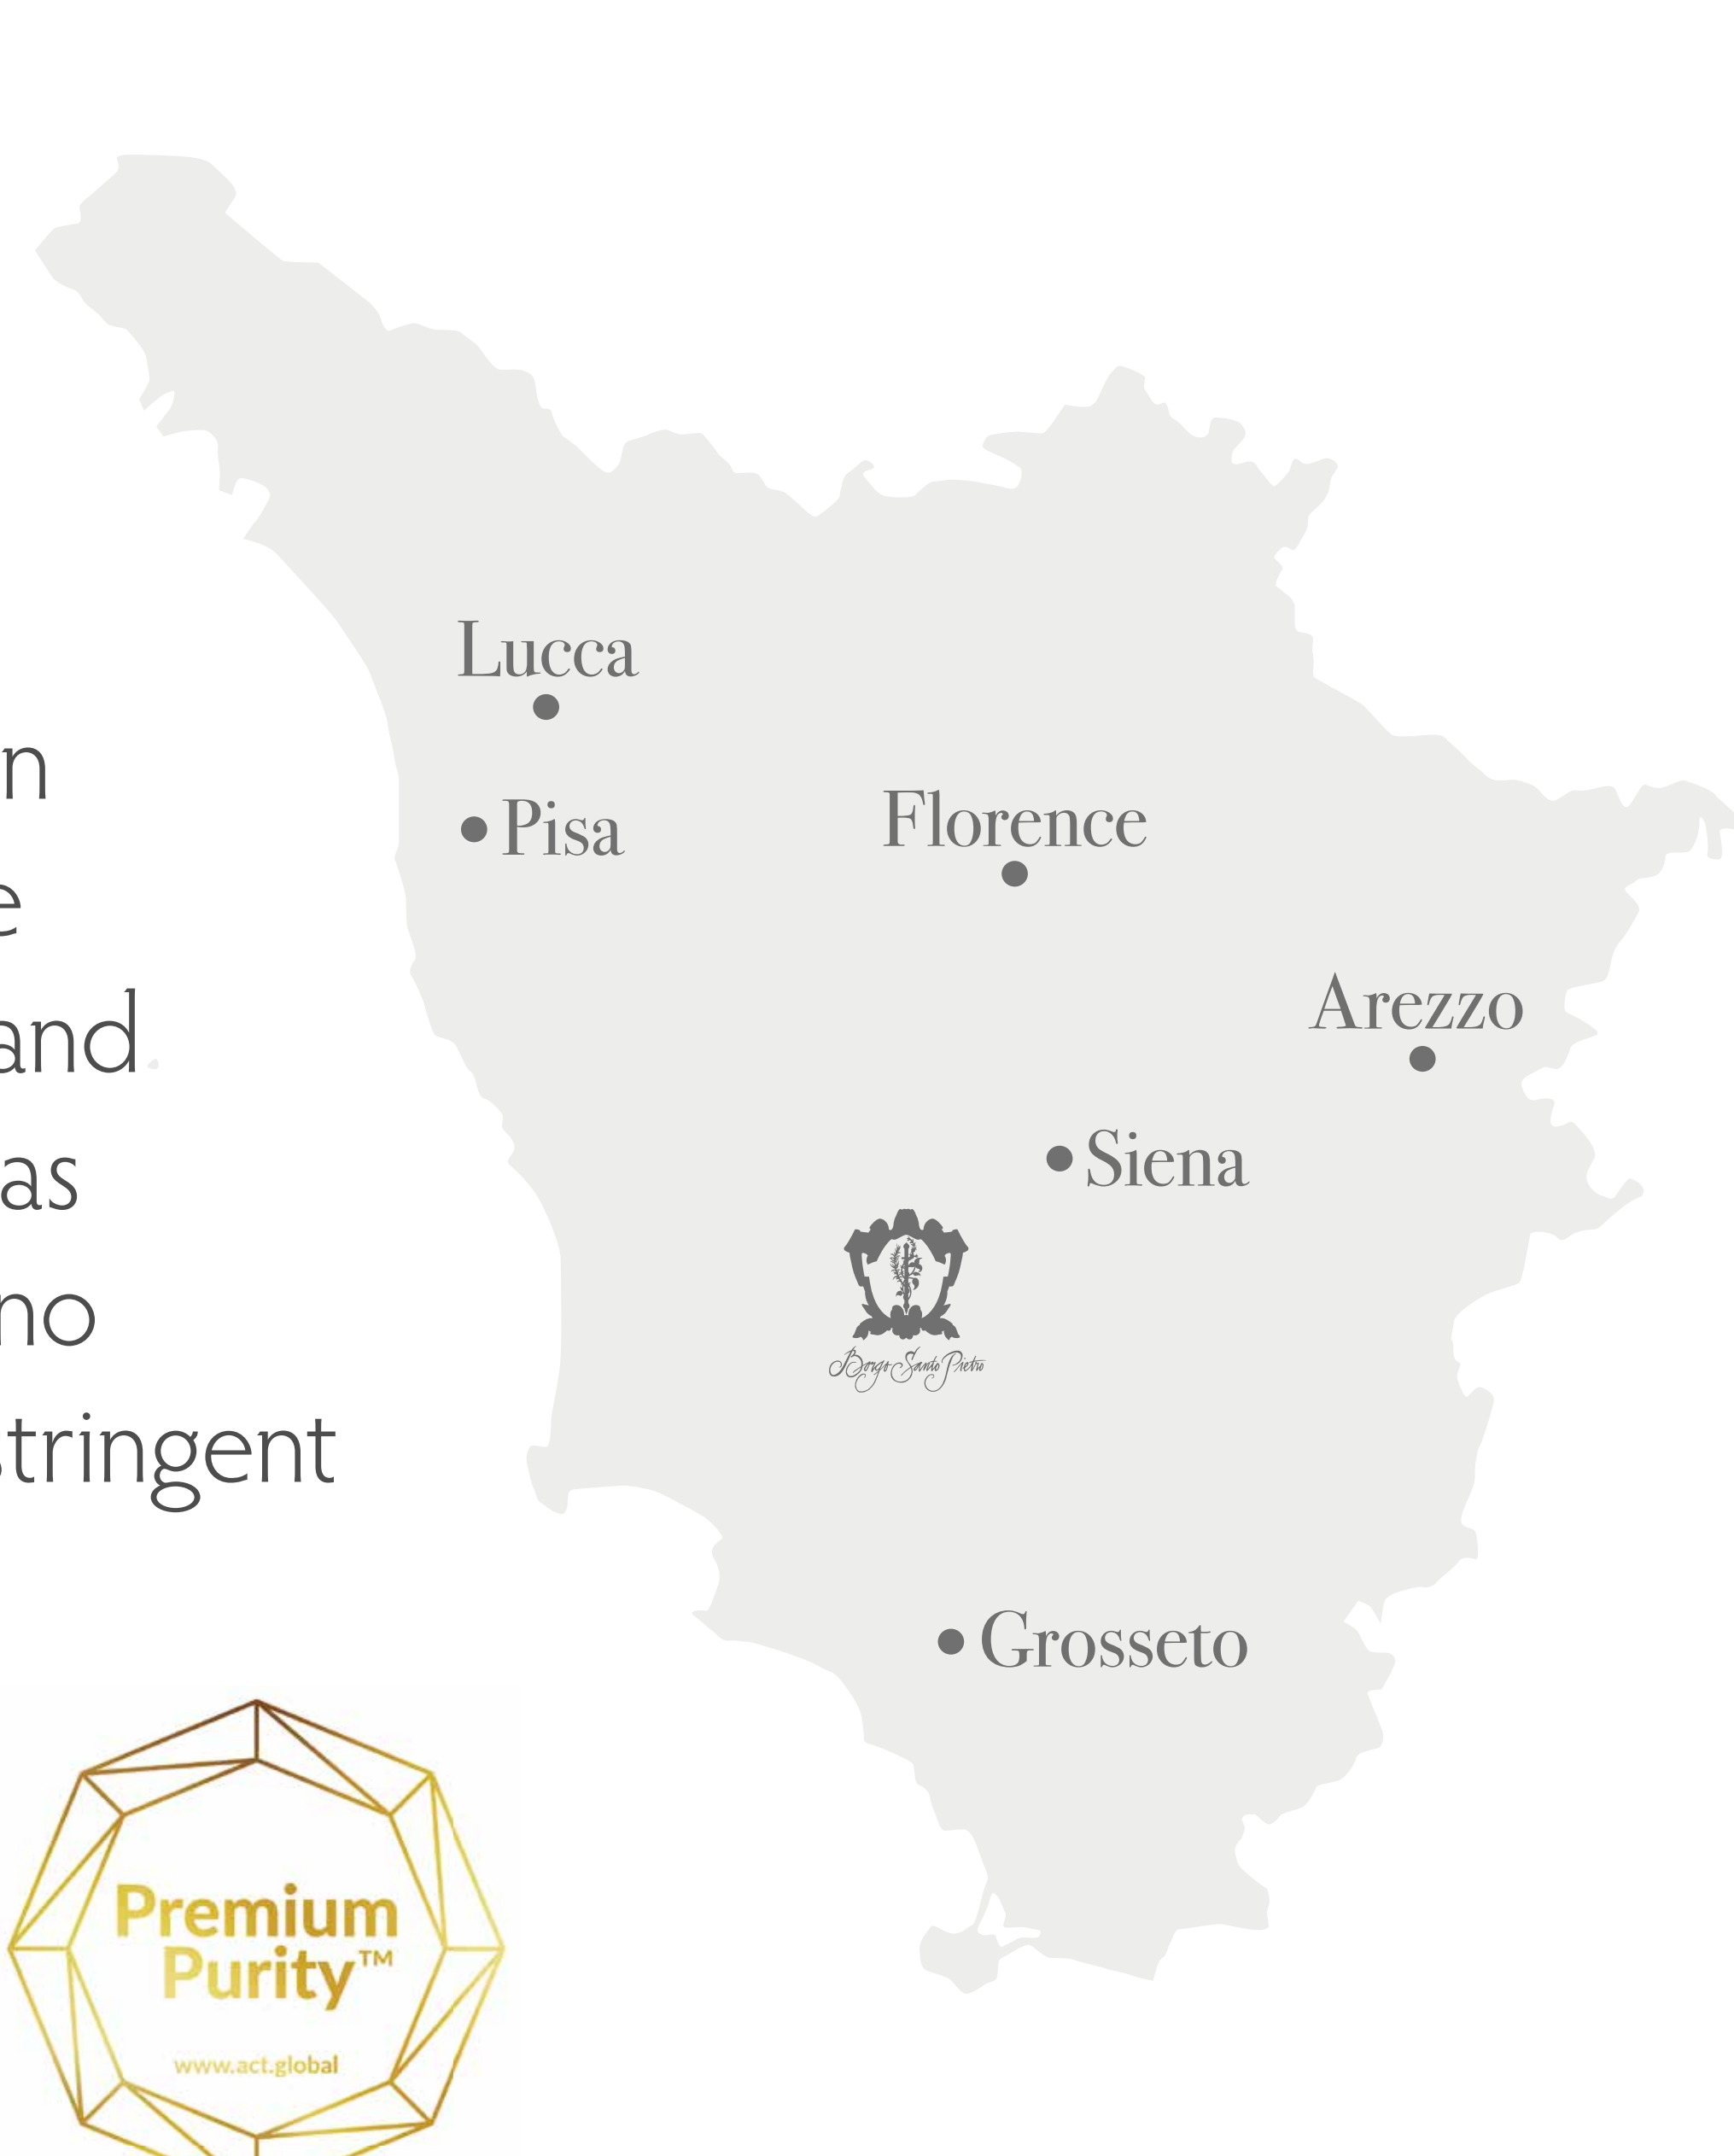 Lucca
n
Pisa
Florence
e
Arezzo
and
as
Siena
no
Borgo Santo Pietro
tringent
Grosseto
Premium
Purity™
www.act.global